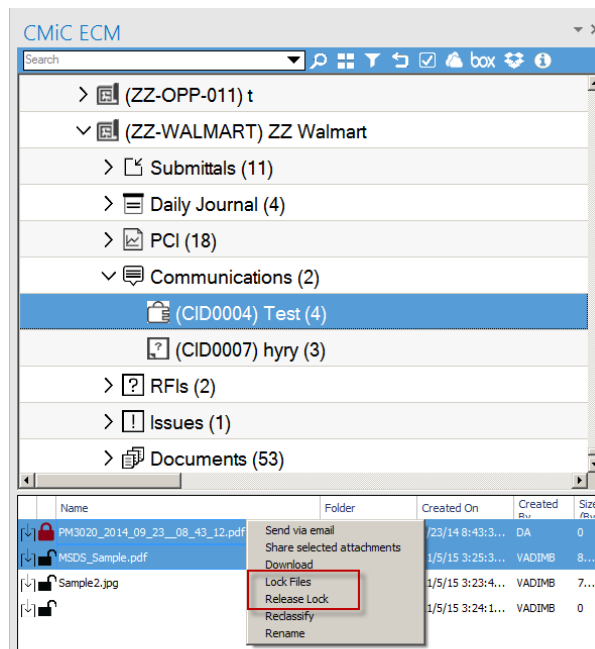 CMiC ECM
Search
box
(ZZ-OPP-011) t
(ZZ-WALMART) ZZ Walmart
Submittals (11)
Daily Journal (4)
PCI (18)
Communications (2)
(CID0004) Test (4)
(CID0007) hyry (3)
RFIs (2)
Issues (1)
Documents (53)
Name Folder Created On Created
PM3020_2014_09_23__08_43_12.pdf /23/14 8:43:3... DA 0
MSDS_Sample.pdf 1/5/15 3:25:3... VADIMB 8...
Sample2.jpg 1/5/15 3:23:4... VADIMB 7...
1/5/15 3:24:1... VADIMB 0
Send via email
Share selected attachments
Download
Lock Files
Release Lock
Reclassify
Rename